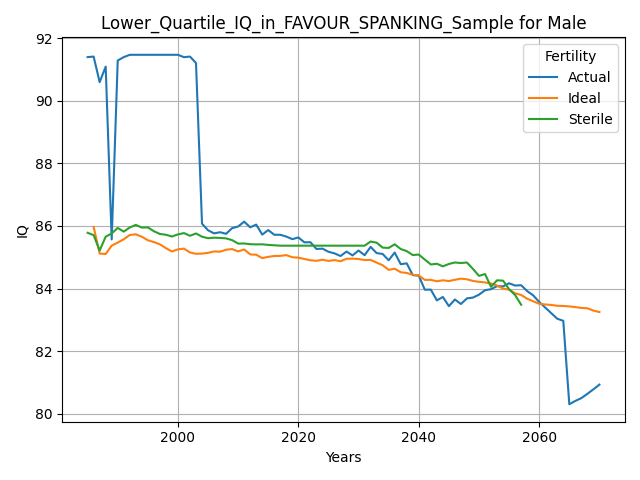 Lower_Quartile_IQ_in_FAVOUR_SPANKING_Sample for Male
Fertility
Actual
Ideal
Sterile
92
90
88
86
84
82
80
IQ
2000 2020 2040 2060
Years